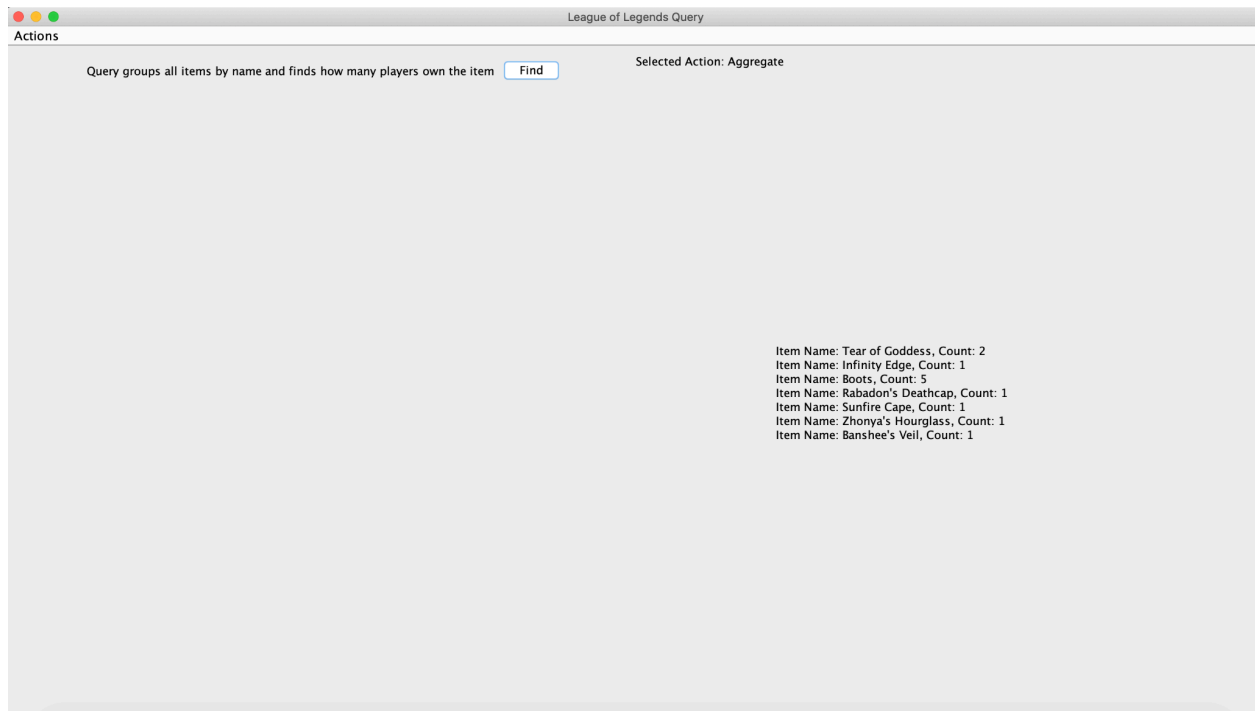 League of Legends Query
Actions
Query groups all items by name and finds how many players own the item
Find
Selected Action: Aggregate
Item Name: Tear of Goddess, Count: 2
Item Name: Infinity Edge, Count: 1
Item Name: Boots, Count: 5
Item Name: Rabadon's Deathcap, Count: 1
Item Name: Sunfire Cape, Count: 1
Item Name: Zhonya's Hourglass, Count: 1
Item Name: Banshee's Veil, Count: 1